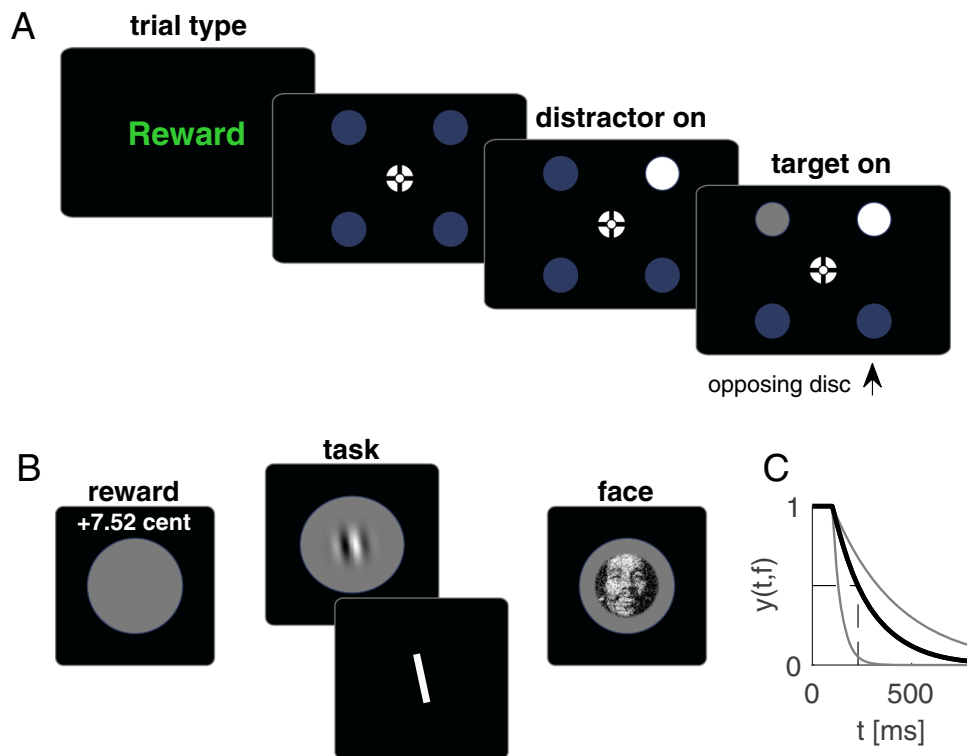 A
trial type
Reward
distractor on
target on
opposing disc
B
reward
+7.52 cent
task
face
C
1
y(t,f)
0
0
500
t [ms]